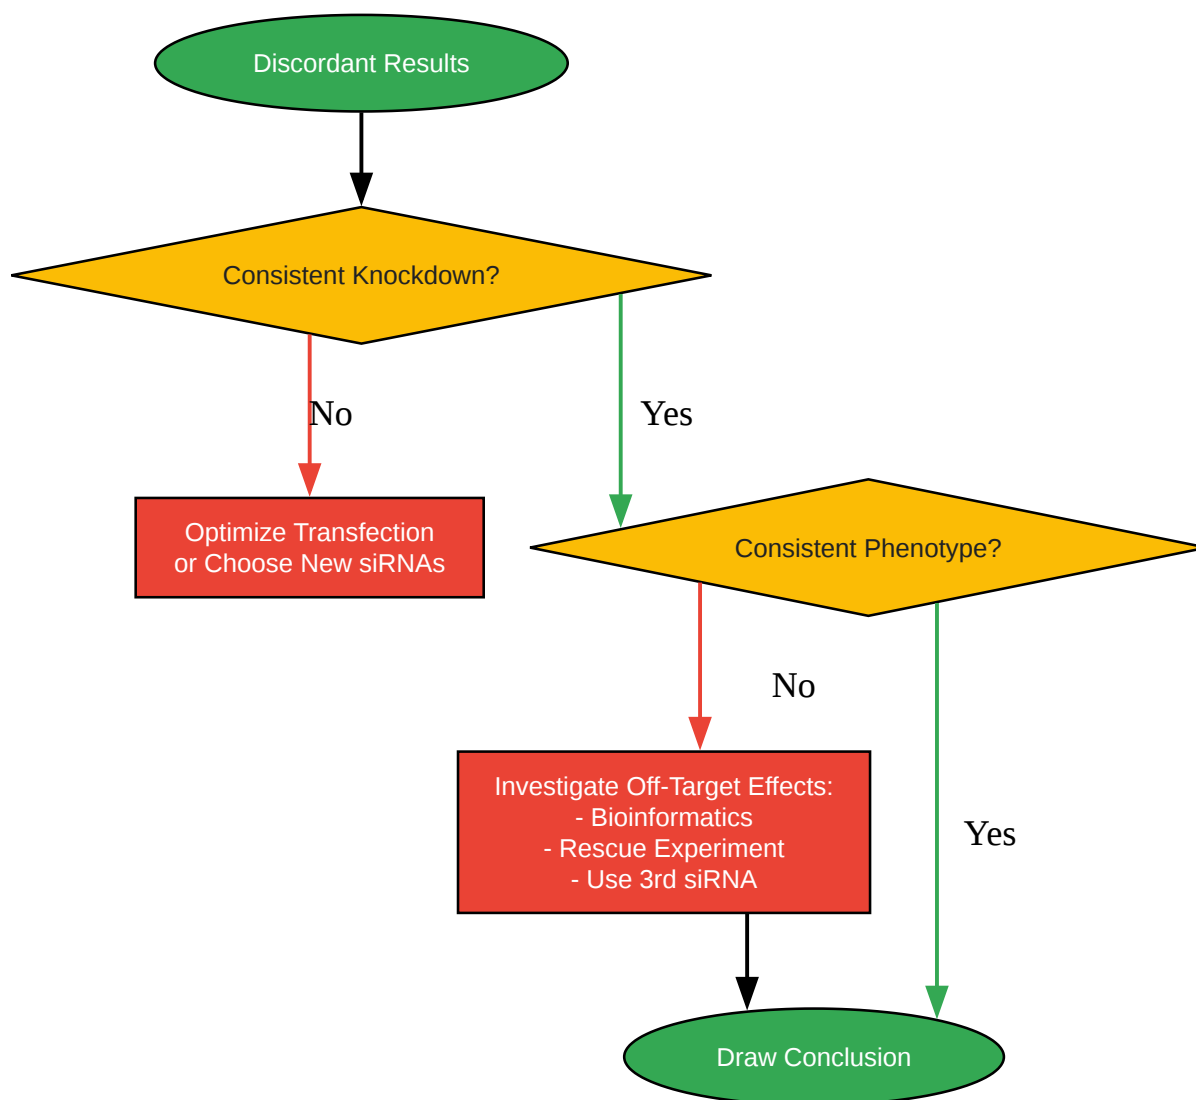 Discordant Results
Consistent Knockdown?
No
Yes
Optimize Transfection
or Choose New siRNAs
Consistent Phenotype?
No
Investigate Off-Target Effects:
- Bioinformatics
- Rescue Experiment
- Use 3rd siRNA
Yes
Draw Conclusion